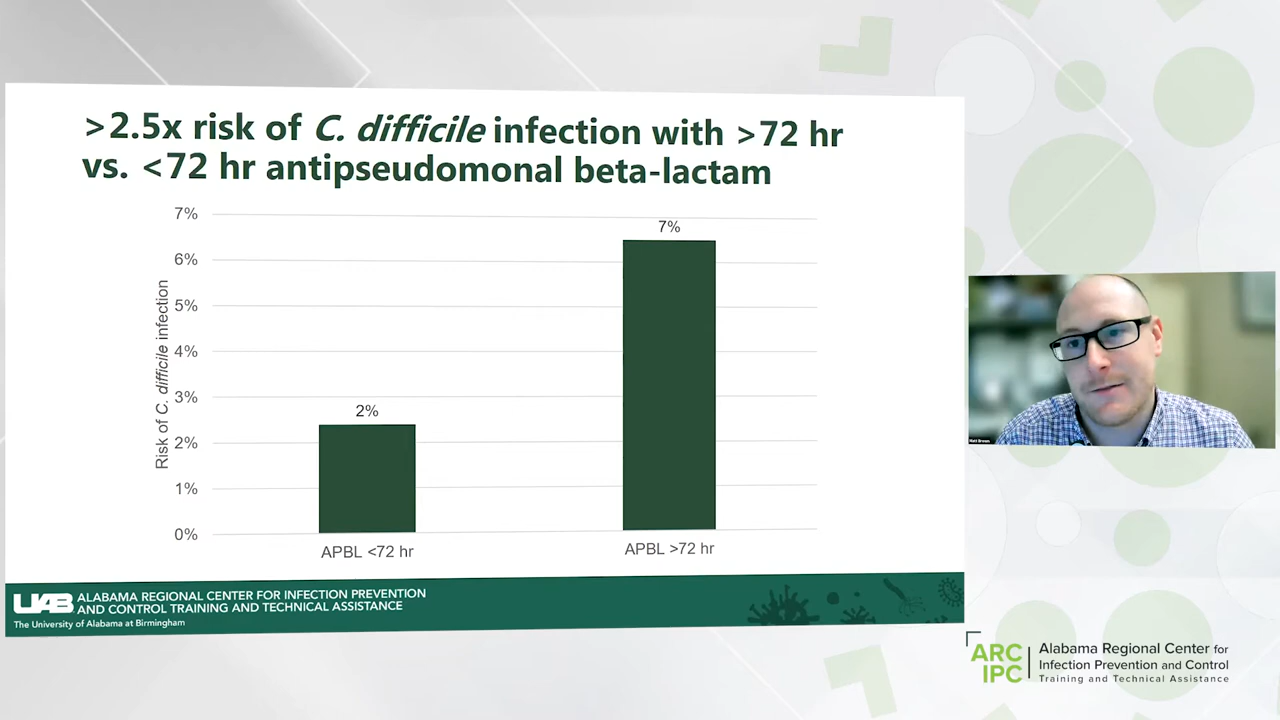 >2.5x risk of C. difficile infection with >72 hr
vs. <72 hr antipseudomonal beta-lactam
7%
6%
5%
4%
3%
2%
1%
0%
Risk of C. difficile infection
2%
7%
APBL <72 hr
APBL >72 hr
UAB
ALABAMA REGIONAL CENTER FOR INFECTION PREVENTION
AND CONTROL TRAINING AND TECHNICAL ASSISTANCE
The University of Alabama at Birmingham
Matt Brown
ARC
IPC
Alabama Regional Center for
Infection Prevention and Control
Training and Technical Assistance